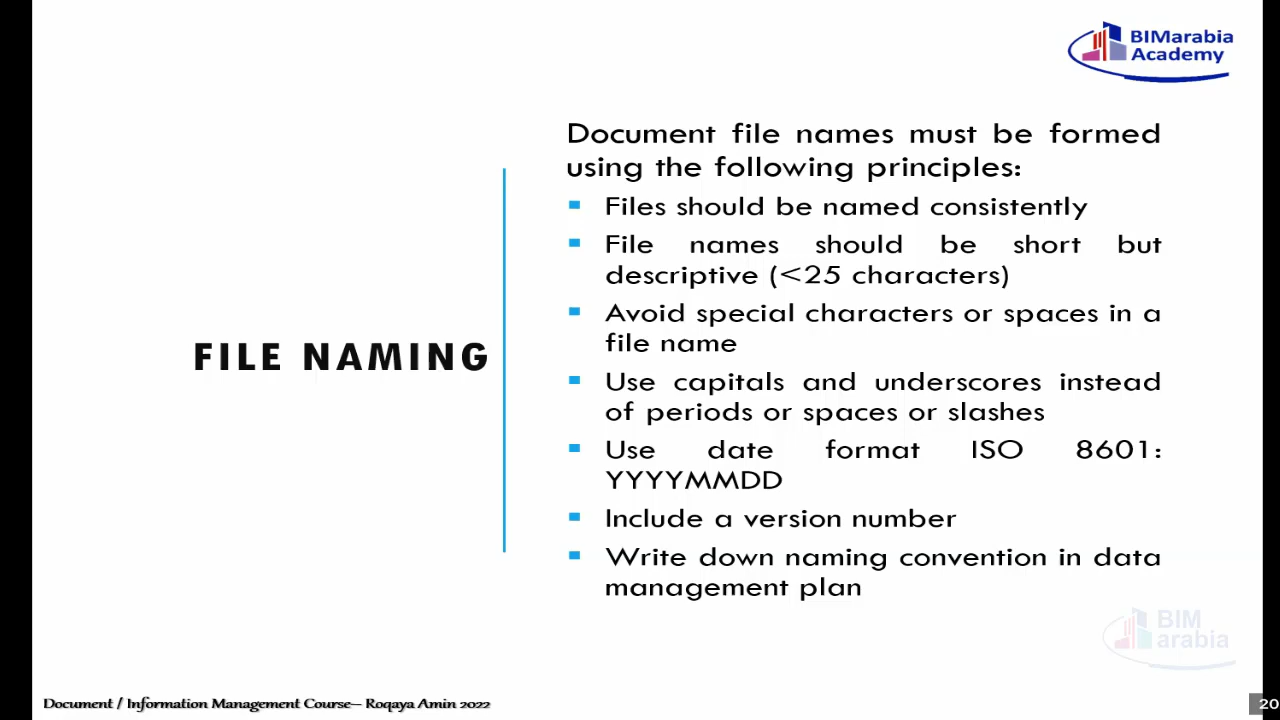 BIMarabia
Academy
Document file names must be formed
using the following principles:
Files should be named consistently
File names should be short but
descriptive (<25 characters)
Avoid special characters or spaces in a
file name
FILE NAMING
Use capitals and underscores instead
of periods or spaces or slashes
Use date format ISO 8601:
YYYYMMDD
Include a version number
Write down naming convention in data
management plan
BIM
arabia
Document / Information Management Course– Roqaya Amin 2022
20